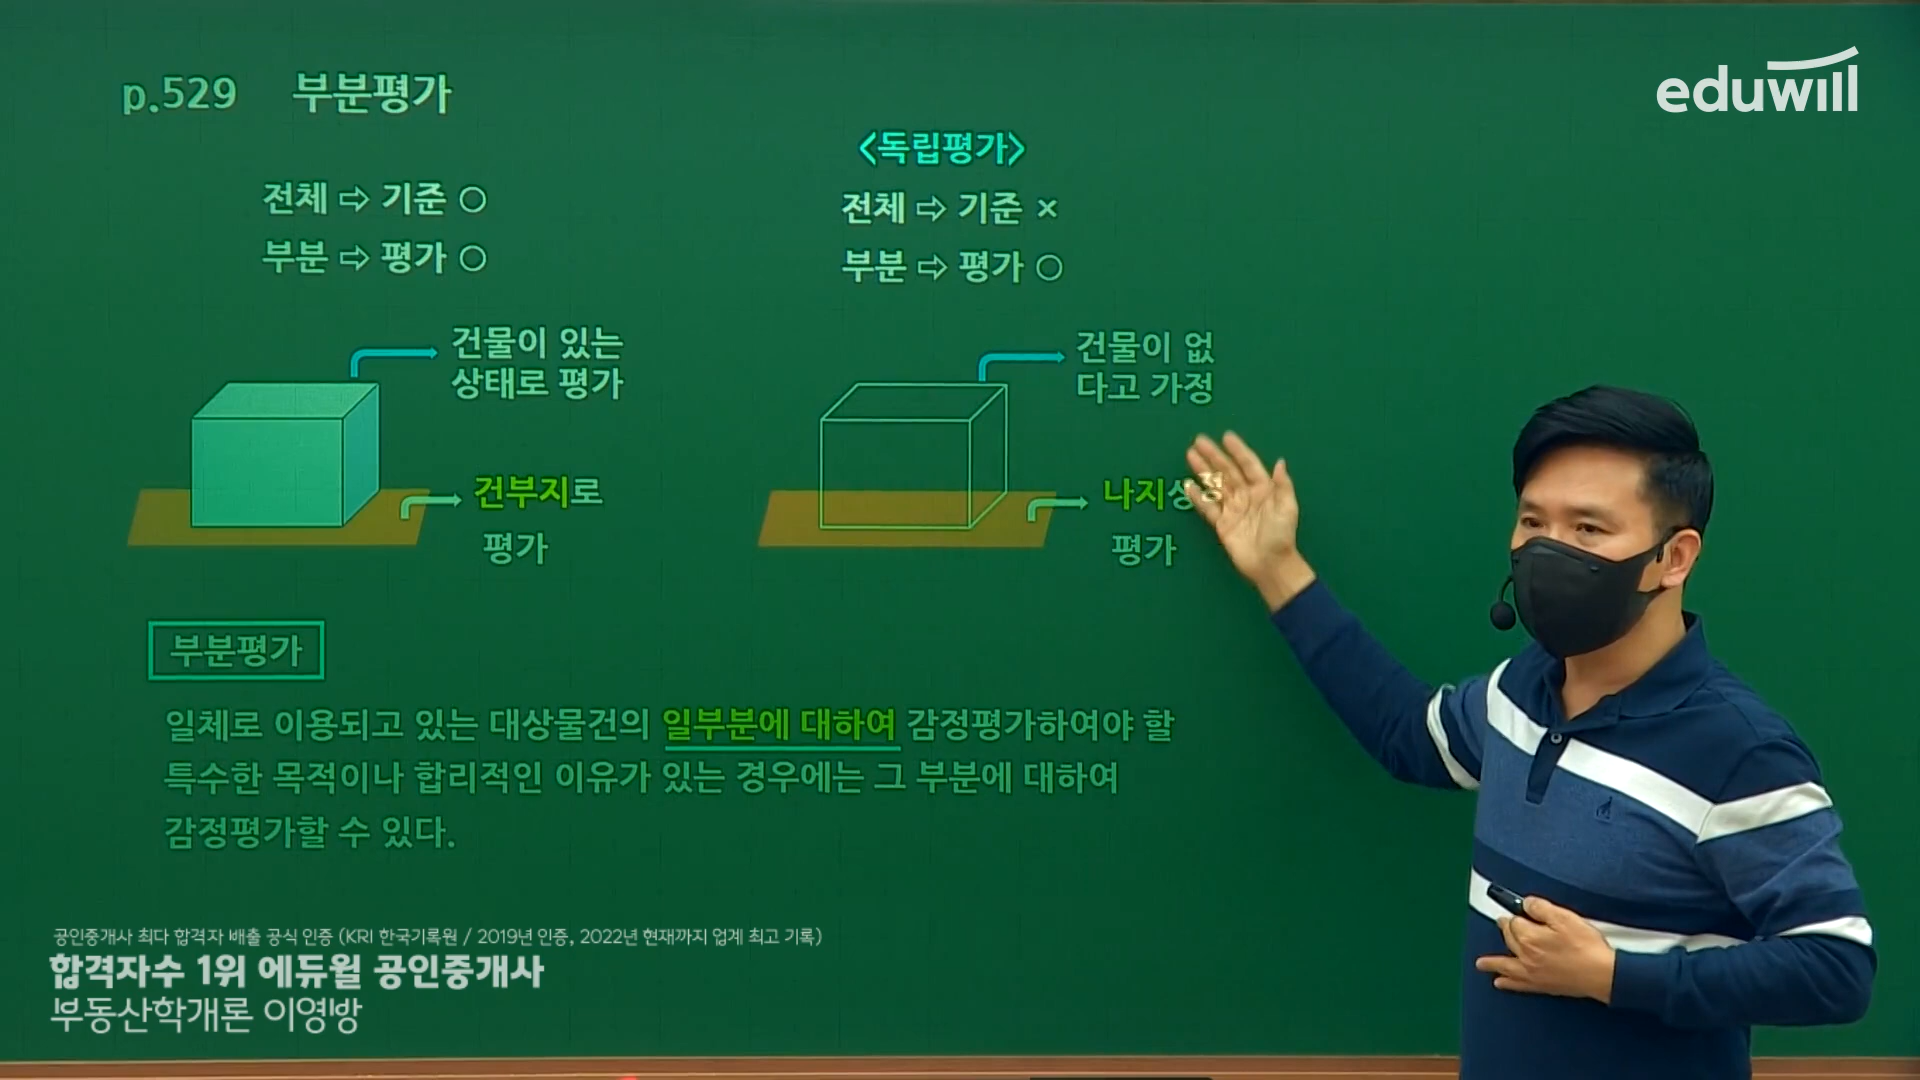 p.529 부분평가
eduwill
전체 ⇨ 기준 ○
부분 ⇨ 평가 ○
<독립평가>
전체 ⇨ 기준 ×
부분 ⇨ 평가 ○
건물이 있는
상태로 평가
건부지로
평가
건물이 없
다고 가정
나지
평가
부분평가
일체로 이용되고 있는 대상물건의 일부분에 대하여 감정평가하여야 할
특수한 목적이나 합리적인 이유가 있는 경우에는 그 부분에 대하여
감정평가할 수 있다.
공인중개사 최다 합격자 배출 공식 인증 (KRI 한국기록원 / 2019년 인증, 2022년 현재까지 업계 최고 기록)
합격자수 1위 에듀윌 공인중개사
부동산학개론 이영방